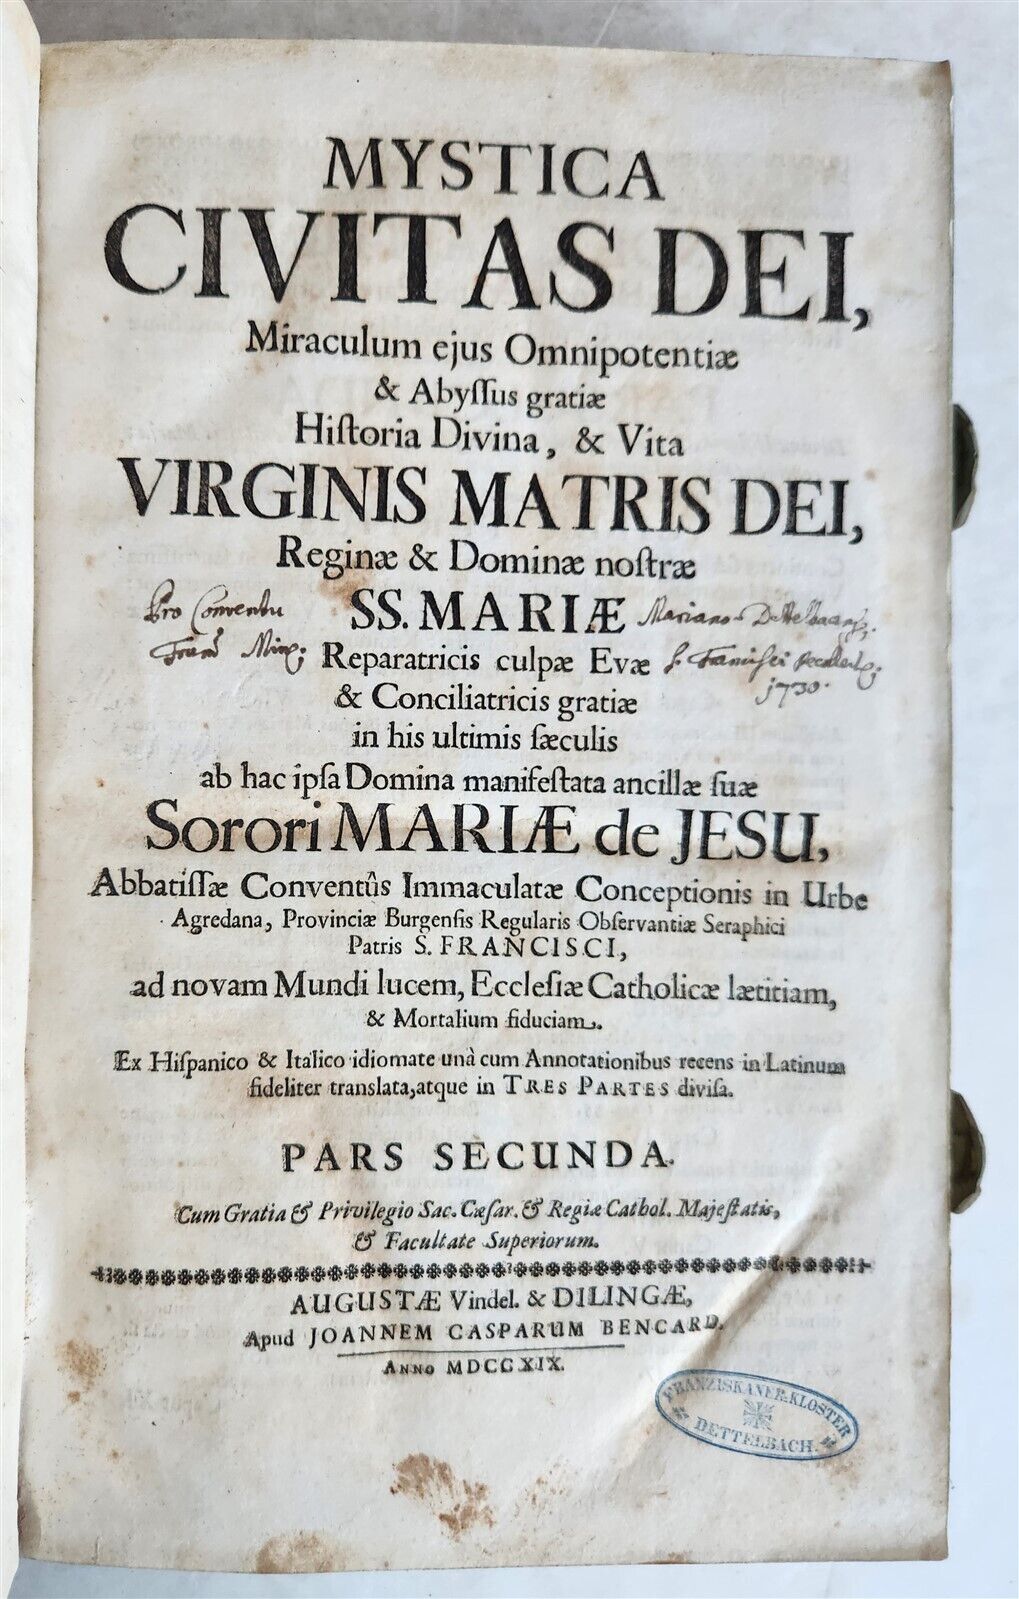 MYSTICA
CIVITAS DEI,
Miraculum ejus Omnipotentiæ
& Abyſſus gratiæ
Hiſtoria Divina, & Vita
VIRGINIS MATRIS DEI,
Reginæ & Dominæ noſtræ
SS. MARIÆ
Reparatricis culpæ Evæ
& Conciliatricis gratiæ
in his ultimis ſæculis
ab hac ipſa Domina manifeſtata ancillæ ſuæ
Sorori MARIÆ de JESU,
Abbatiſſæ Conventûs Immaculatæ Conceptionis in Urbe
Agredana, Provinciæ Burgenſis Regularis Obſervantiæ Seraphici
Patris S. FRANCISCI,
ad novam Mundi lucem, Eccleſiæ Catholicæ lætitiam,
& Mortalium fiduciam.
Ex Hiſpanico & Italico idiomate unà cum Annotationibus recens in Latinum
fideliter translata, atque in TRES PARTES diviſa.
PARS SECUNDA.
Cum Gratia & Privilegio Sac. Cæſar. & Regiæ Cathol. Majeſtatis,
& Facultate Superiorum.
AUGUSTÆ Vindel. & DILINGÆ,
Apud JOANNEM CASPARUM BENCARD.
ANNO MDCCXIX.
Pro Conventu
Mariano
1730.
FRANZISKANER-KLOSTER
DETTELBACH.